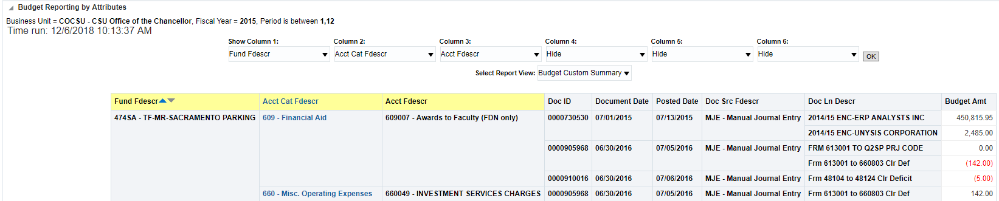 Budget Reporting by Attributes
Business Unit = COCSU - CSU Office of the Chancellor, Fiscal Year = 2015, Period is between 1,12
Time run: 12/6/2018 10:13:37 AM
Show Column 1: Column 2: Column 3: Column 4: Column 5: Column 6:
Fund Fdescr Acct Cat Fdescr Acct Fdescr Hide Hide Hide OK
Select Report View: Budget Custom Summary
Fund Fdescr Acct Cat Fdescr Acct Fdescr Doc ID Document Date Posted Date Doc Src Fdescr Doc Ln Descr Budget Amt
474SA - TF-MR-SACRAMENTO PARKING 609 - Financial Aid 609007 - Awards to Faculty (FDN only) 0000730530 07/01/2015 07/13/2015 MJE - Manual Journal Entry 2014/15 ENC-ERP ANALYSTS INC 450,815.95
2014/15 ENC-UNYSIS CORPORATION 2,485.00
0000905968 06/30/2016 07/05/2016 MJE - Manual Journal Entry FRM 613001 TO Q2SP PRJ CODE 0.00
Frm 613001 to 660803 Clr Def (142.00)
0000910016 06/30/2016 07/06/2016 MJE - Manual Journal Entry Frm 48104 to 48124 Clr Deficit (5.00)
660 - Misc. Operating Expenses 660049 - INVESTMENT SERVICES CHARGES 0000905968 06/30/2016 07/05/2016 MJE - Manual Journal Entry Frm 613001 to 660803 Clr Def 142.00